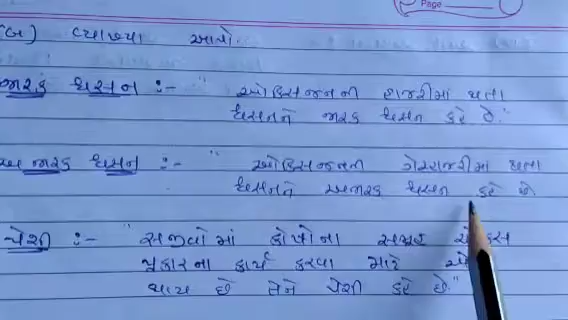 Page
(બ) વ્યાખ્યા આપો.
જારક શ્વસન :- " ઓક્સિજનની હાજરીમાં થતા
શ્વસનને જારક શ્વસન કહે છે."
અજારક શ્વસન :- " ઓક્સિજનની ગેરહાજરીમાં થતા
શ્વસનને અજારક શ્વસન કહે છે.
પેશી :- " સજીવોમાં કોષોના સમૂહ
પ્રકારના કાર્ય કરવા માટે
થાય છે તેને પેશી કહે છે."